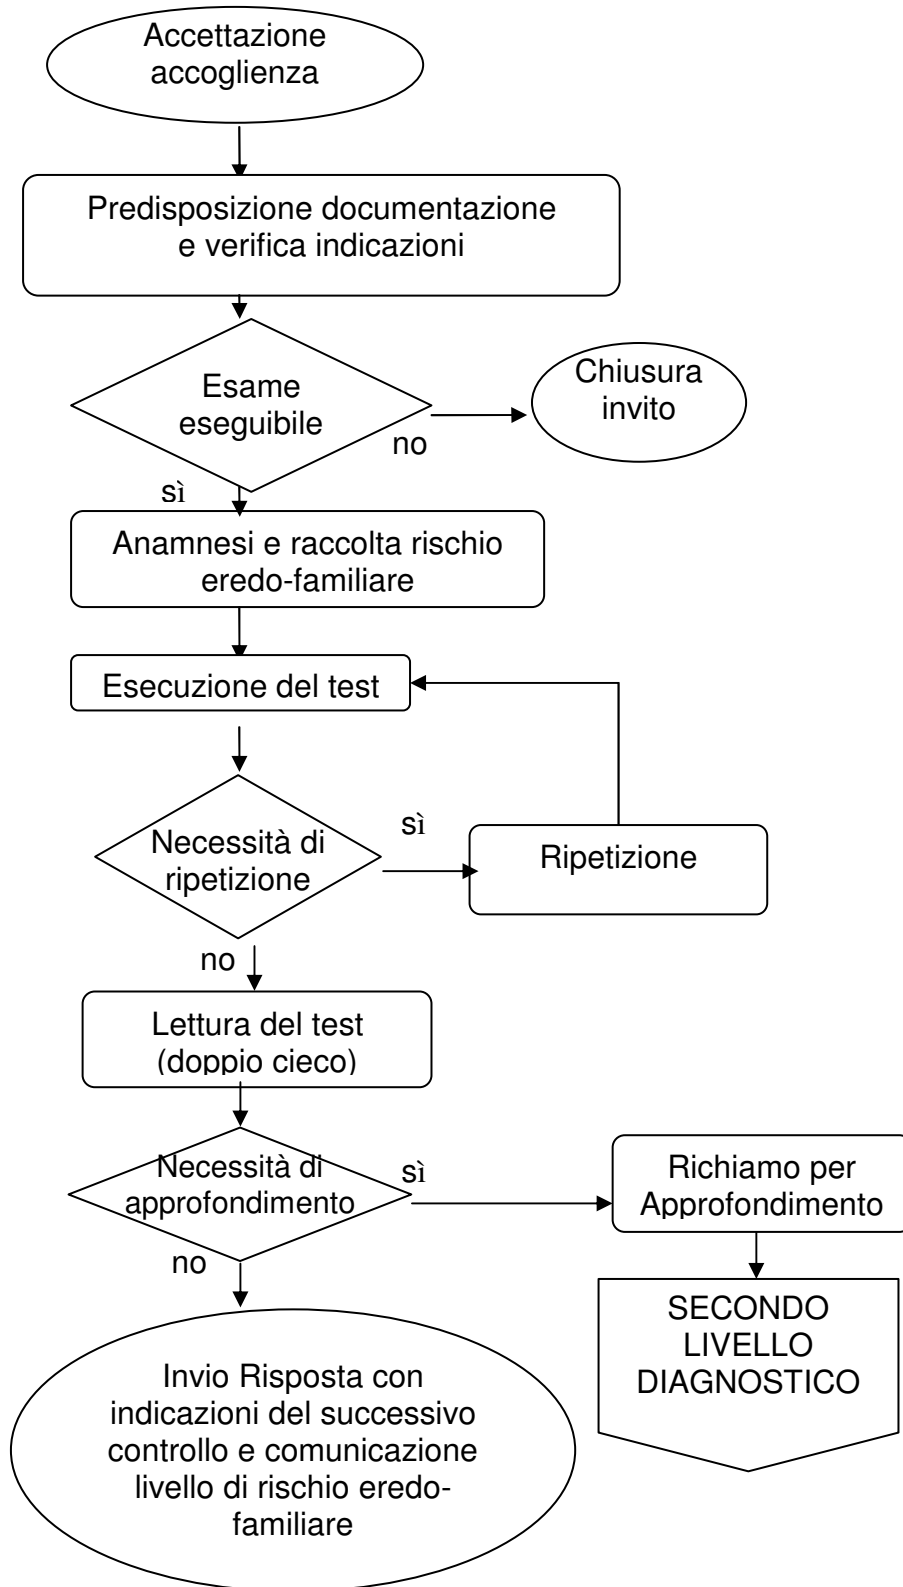 Accettazione
accoglienza
Predisposizione documentazione
e verifica indicazioni
Esame
eseguibile
no
Chiusura
invito
sì
Anamnesi e raccolta rischio
eredo-familiare
Esecuzione del test
Necessità di
ripetizione
sì
Ripetizione
no
Lettura del test
(doppio cieco)
Necessità di
approfondimento
sì
Richiamo per
Approfondimento
no
SECONDO
LIVELLO
DIAGNOSTICO
Invio Risposta con
indicazioni del successivo
controllo e comunicazione
livello di rischio eredo-
familiare